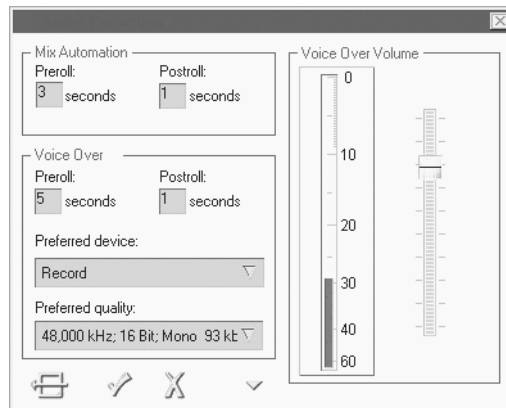 Mix Automation
Preroll: Postroll:
3 seconds 1 seconds
Voice Over
Preroll: Postroll:
5 seconds 1 seconds
Preferred device:
Record
Preferred quality:
48,000 kHz; 16 Bit; Mono 93 kb
Voice Over Volume
0
10
20
30
40
60